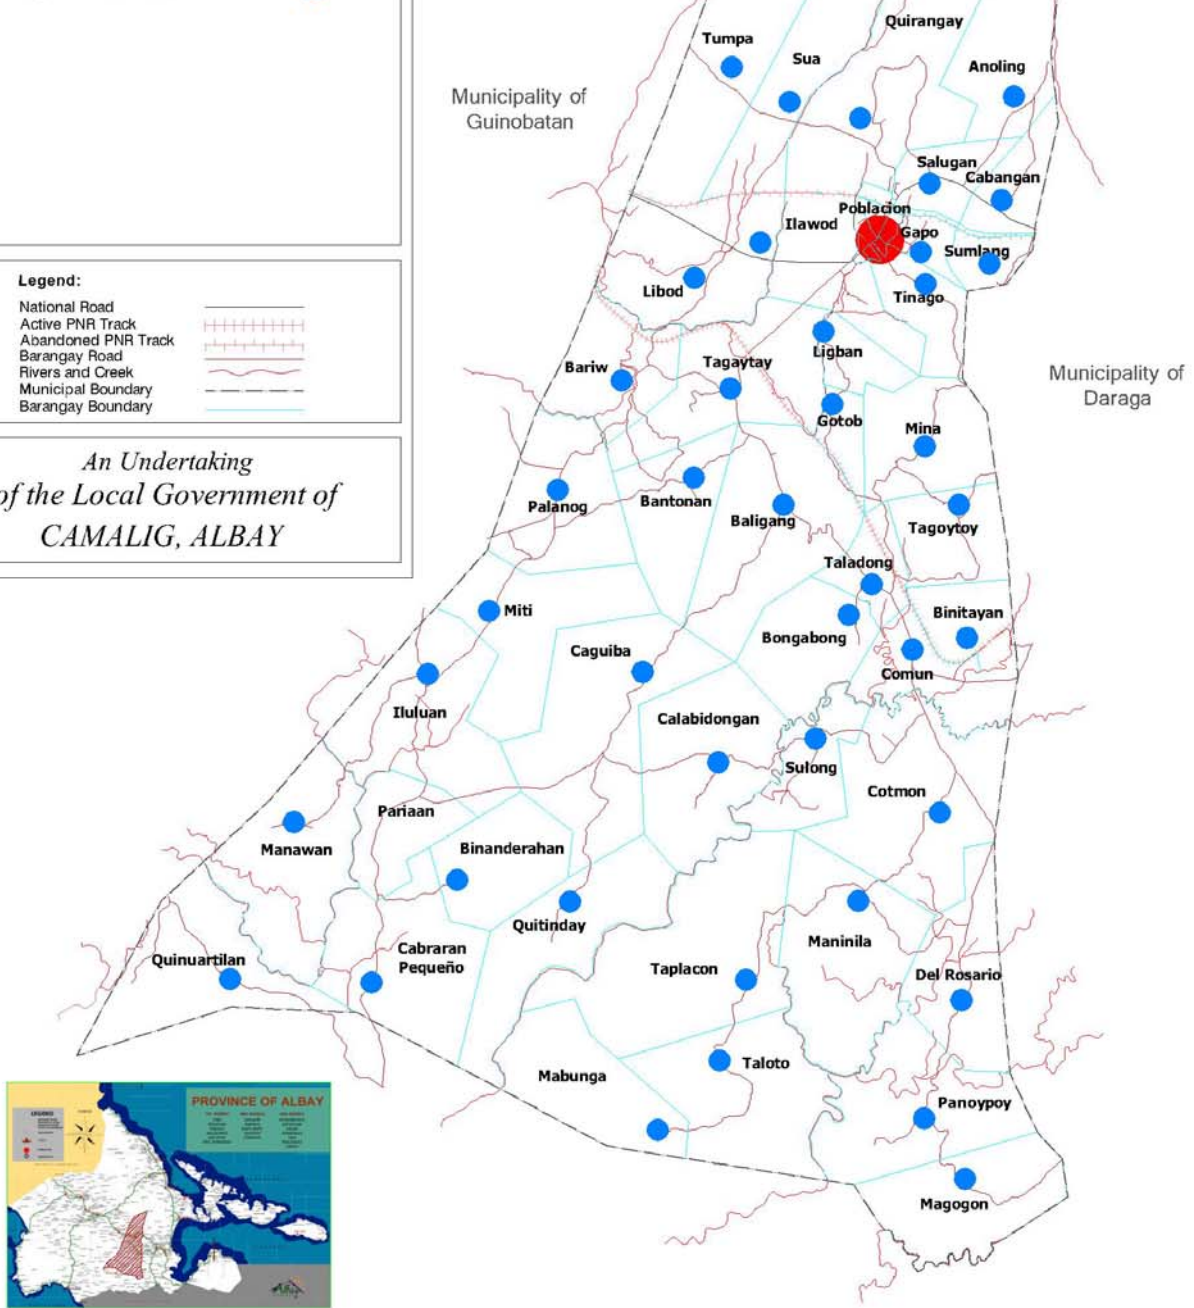 Quirangay
Tumpa
Sua
Anoling
Municipality of
Guinobatan
Salugan
Cabangan
Poblacion
Ilawod
Gapo
Sumlang
Legend:
Libod
Tinago
National Road
Active PNR Track
Abandoned PNR Track
Barangay Road
Rivers and Creek
Municipal Boundary
Barangay Boundary
Ligban
Bariw
Tagaytay
Municipality of
Daraga
Gotob
Mina
An Undertaking
of the Local Government of
CAMALIG, ALBAY
Palanog
Bantonan
Baligang
Tagoytoy
Taladong
Miti
Binitayan
Bongabong
Caguiba
Comun
Iluluan
Calabidongan
Sulong
Cotmon
Pariaan
Manawan
Binanderahan
Quitinday
Maninila
Cabraran
Pequeño
Quinuartilan
Taplacon
Del Rosario
Mabunga
Taloto
PROVINCE OF ALBAY
Panoypoy
LEGEND
Magogon